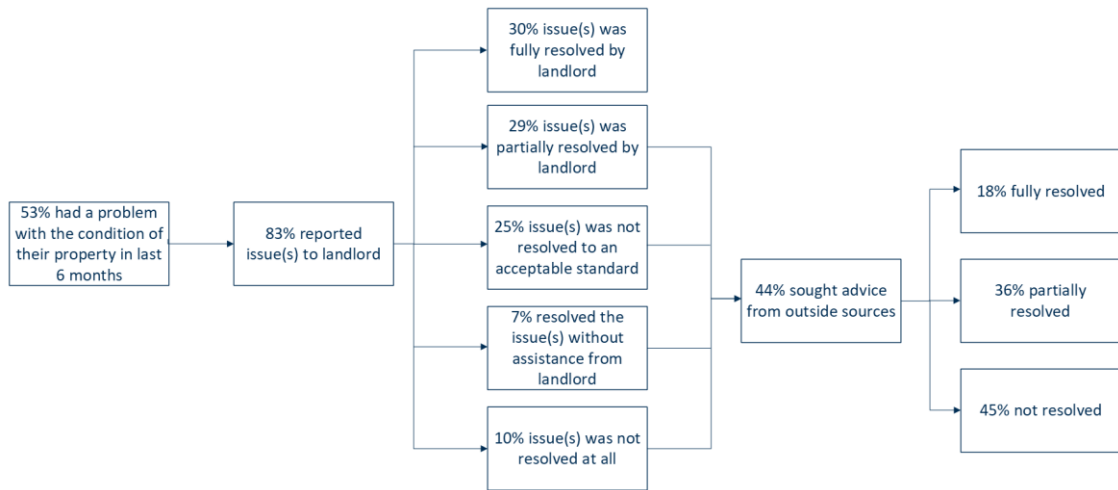 53% had a problem
with the condition of
their property in last
6 months
83% reported
issue(s) to landlord
30% issue(s) was
fully resolved by
landlord
29% issue(s) was
partially resolved by
landlord
25% issue(s) was not
resolved to an
acceptable standard
7% resolved the
issue(s) without
assistance from
landlord
10% issue(s) was not
resolved at all
44% sought advice
from outside sources
18% fully resolved
36% partially
resolved
45% not resolved